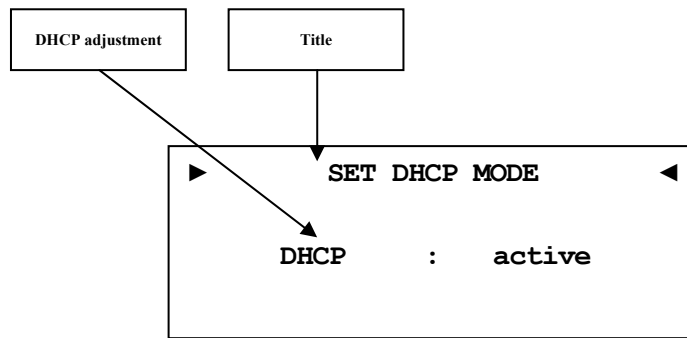 DHCP adjustment
Title
► SET DHCP MODE ◄
DHCP : active